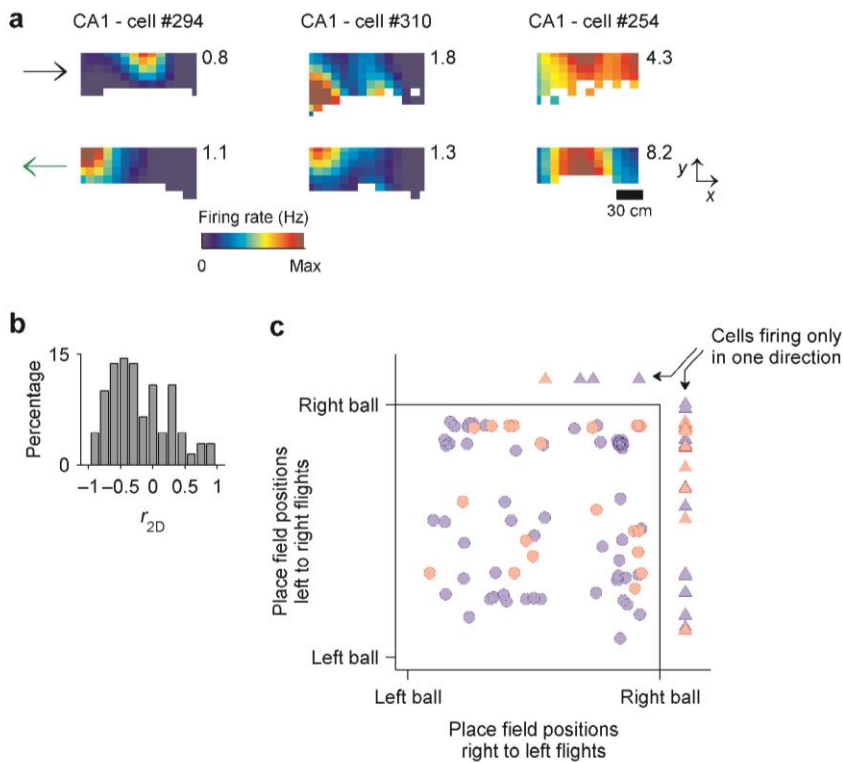 a
CA1 - cell #294
CA1 - cell #310
CA1 - cell #254
0.8
1.8
4.3
1.1
1.3
8.2
y
x
30 cm
Firing rate (Hz)
0
Max
b
15
Percentage
0
–1
–0.5
0
0.5
1
r2D
c
Cells firing only
in one direction
Right ball
Place field positions
left to right flights
Left ball
Left ball
Right ball
Place field positions
right to left flights